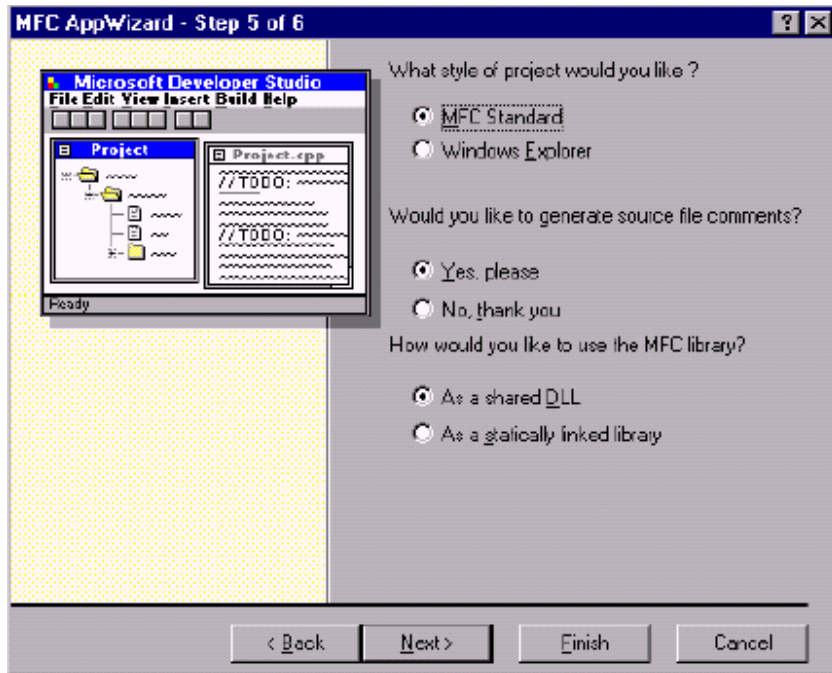 MFC AppWizard - Step 5 of 6
Microsoft Developer Studio
File Edit View Insert Build Help
Project
Project.cpp
//TODO:
//TODO:
Ready
What style of project would you like ?
MFC Standard
Windows Explorer
Would you like to generate source file comments?
Yes, please
No, thank you
How would you like to use the MFC library?
As a shared DLL
As a statically linked library
< Back
Next >
Finish
Cancel